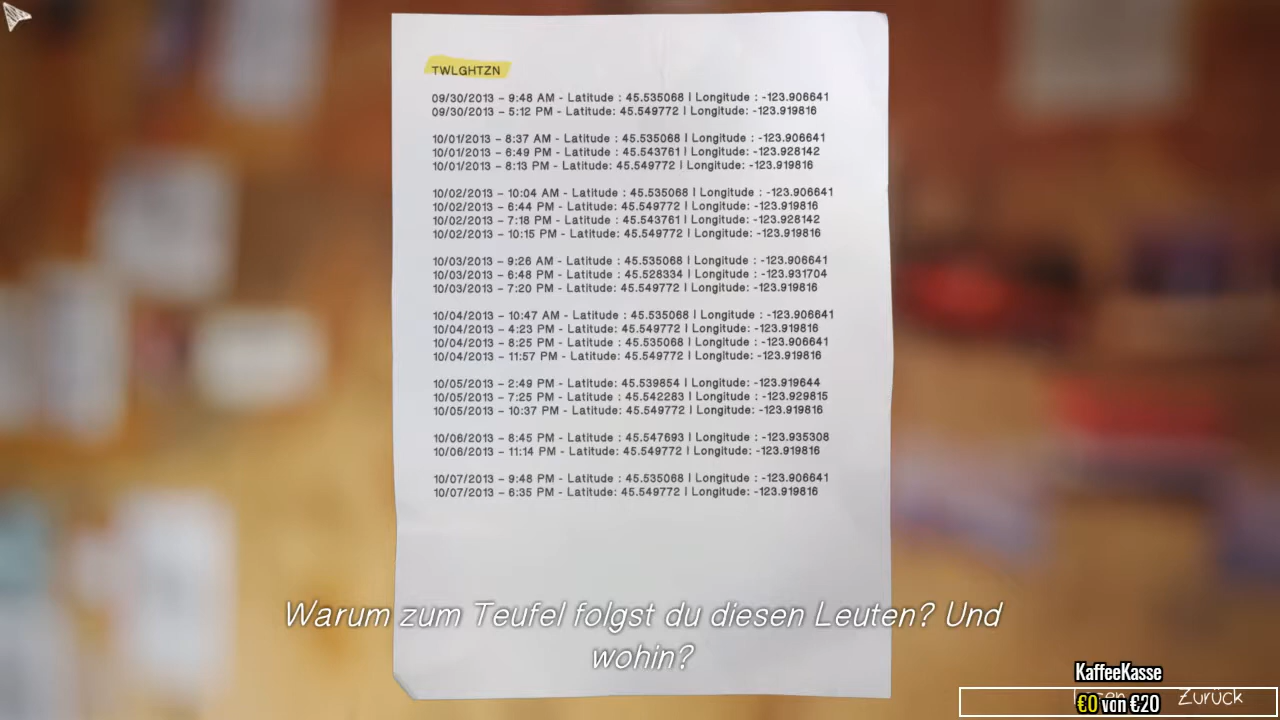 TWLGHTZN
09/30/2013 – 9:48 AM - Latitude : 45.535068 | Longitude : -123.906641
09/30/2013 – 5:12 PM - Latitude: 45.549772 | Longitude: -123.919816
10/01/2013 – 8:37 AM - Latitude : 45.535068 | Longitude : -123.906641
10/01/2013 – 6:49 PM - Latitude : 45.543761 | Longitude: -123.928142
10/01/2013 – 8:13 PM - Latitude: 45.549772 | Longitude: -123.919816
10/02/2013 – 10:04 AM - Latitude : 45.535068 | Longitude : -123.906641
10/02/2013 – 6:44 PM - Latitude: 45.549772 | Longitude: -123.919816
10/02/2013 – 7:18 PM - Latitude : 45.543761 | Longitude: -123.928142
10/02/2013 – 10:15 PM - Latitude: 45.549772 | Longitude: -123.919816
10/03/2013 – 9:26 AM - Latitude : 45.535068 | Longitude : -123.906641
10/03/2013 – 6:48 PM - Latitude : 45.528334 | Longitude : -123.931704
10/03/2013 – 7:20 PM - Latitude: 45.549772 | Longitude: -123.919816
10/04/2013 – 10:47 AM - Latitude : 45.535068 | Longitude : -123.906641
10/04/2013 – 4:23 PM - Latitude: 45.549772 | Longitude: -123.919816
10/04/2013 – 8:25 PM - Latitude : 45.535068 | Longitude : -123.906641
10/04/2013 – 11:57 PM - Latitude: 45.549772 | Longitude: -123.919816
10/05/2013 – 2:49 PM - Latitude: 45.539854 | Longitude: -123.919644
10/05/2013 – 7:25 PM - Latitude : 45.542283 | Longitude : -123.929815
10/05/2013 – 10:37 PM - Latitude: 45.549772 | Longitude: -123.919816
10/06/2013 – 8:45 PM - Latitude : 45.547693 | Longitude : -123.935308
10/06/2013 – 11:14 PM - Latitude: 45.549772 | Longitude: -123.919816
10/07/2013 – 9:48 PM - Latitude : 45.535068 | Longitude : -123.906641
10/07/2013 – 6:35 PM - Latitude: 45.549772 | Longitude: -123.919816
Warum zum Teufel folgst du diesen Leuten? Und
wohin?
KaffeeKasse
Zurück
€0 von €20